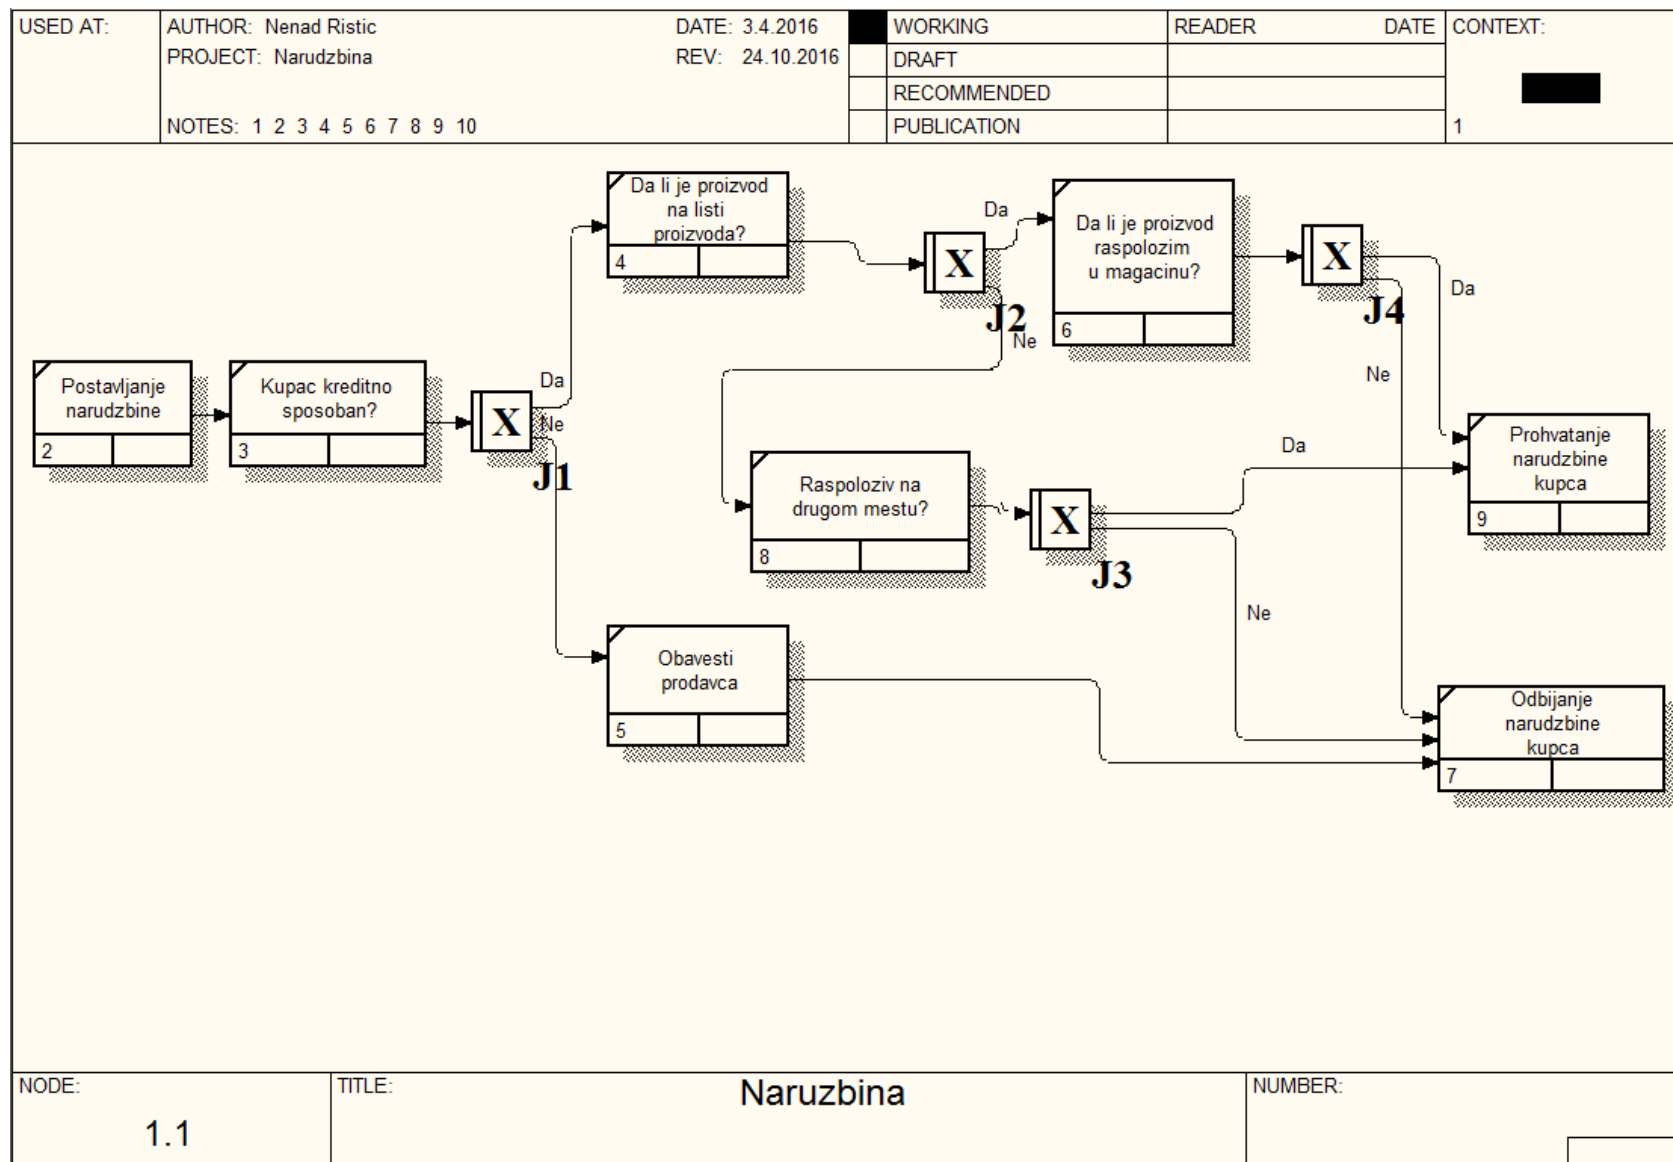 USED AT:
AUTHOR: Nenad Ristic
DATE: 3.4.2016
PROJECT: Narudzbina
REV: 24.10.2016
NOTES: 1 2 3 4 5 6 7 8 9 10
WORKING
DRAFT
RECOMMENDED
PUBLICATION
READER DATE
CONTEXT:
1
Postavljanje
narudzbine
2
Kupac kreditno
sposoban?
3
X
J1
Da
Ne
Da li je proizvod
na listi
proizvoda?
4
X
J2
Da
Ne
Da li je proizvod
raspolozim
u magacinu?
6
X
J4
Da
Ne
Raspoloziv na
drugom mestu?
8
X
J3
Da
Ne
Obavesti
prodavca
5
Prohvatanje
narudzbine
kupca
9
Odbijanje
narudzbine
kupca
7
NODE:
1.1
TITLE:
Naruzbina
NUMBER: